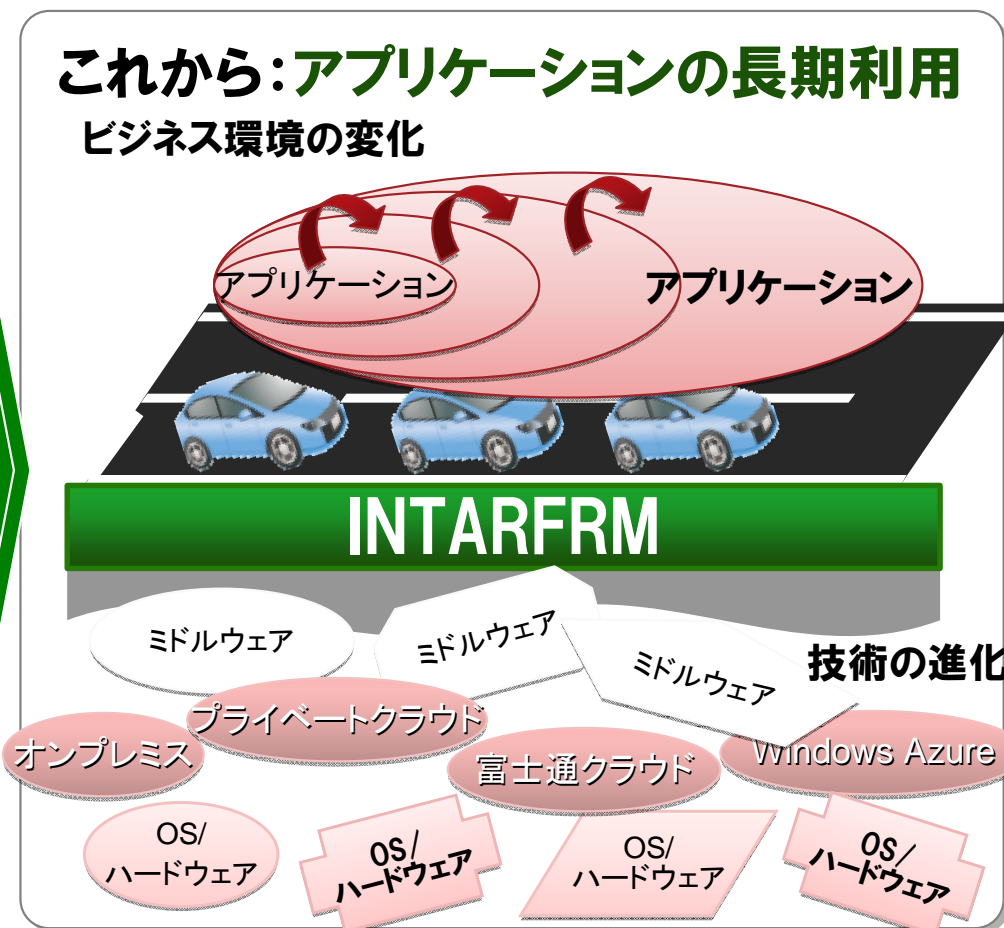 これから:アプリケーションの長期利用
ビジネス環境の変化
アプリケーション
アプリケーション
INTARFRM
ミドルウェア
ミドルウェア
ミドルウェア
技術の進化
プライベートクラウド
オンプレミス
富士通クラウド
Windows Azure
OS/
ハードウェア
OS/
ハードウェア
OS/
ハードウェア
OS/
ハードウェア